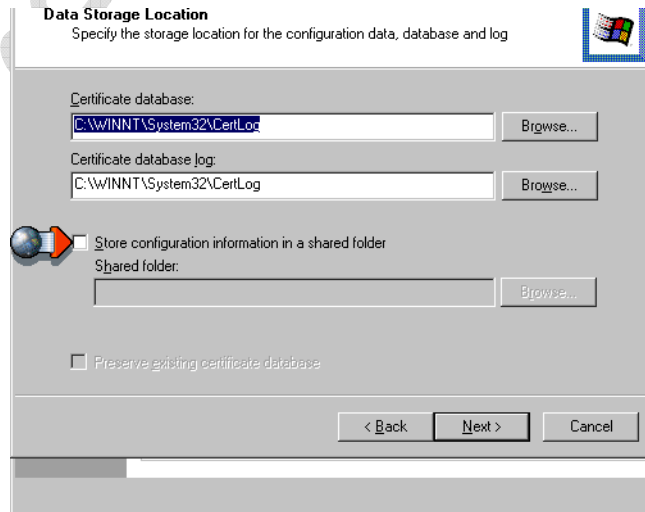 Data Storage Location
Specify the storage location for the configuration data, database and log
Certificate database:
C:\WINNT\System32\CertLog
Browse...
Certificate database log:
C:\WINNT\System32\CertLog
Browse...
Store configuration information in a shared folder
Shared folder:
Browse...
Preserve existing certificate database
< Back
Next >
Cancel